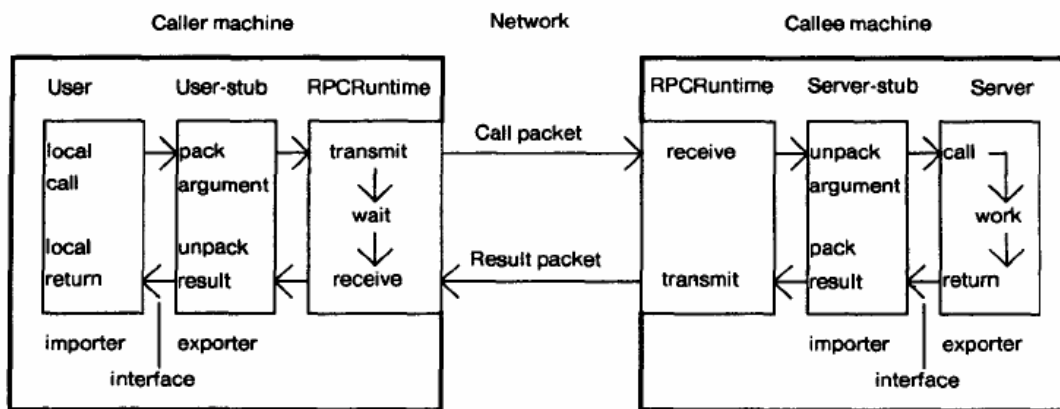 Caller machine
Network
Callee machine
User
User-stub
RPCRuntime
RPCRuntime
Server-stub
Server
local
call
pack
argument
transmit
Call packet
receive
unpack
argument
call
wait
work
local
return
unpack
result
receive
Result packet
transmit
pack
result
return
importer
exporter
interface
importer
exporter
interface